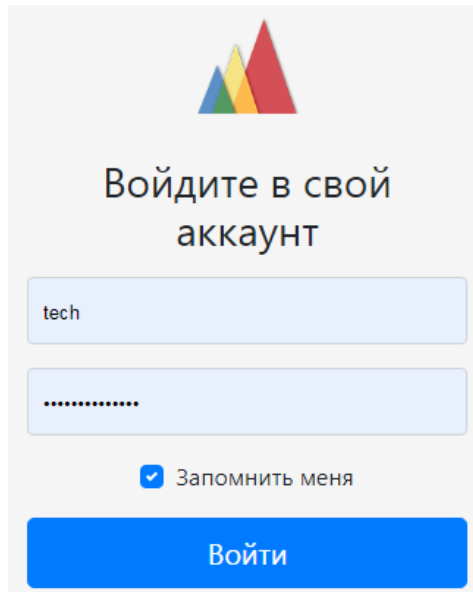 Войдите в свой
аккаунт
tech
••••••••••••••
Запомнить меня
Войти